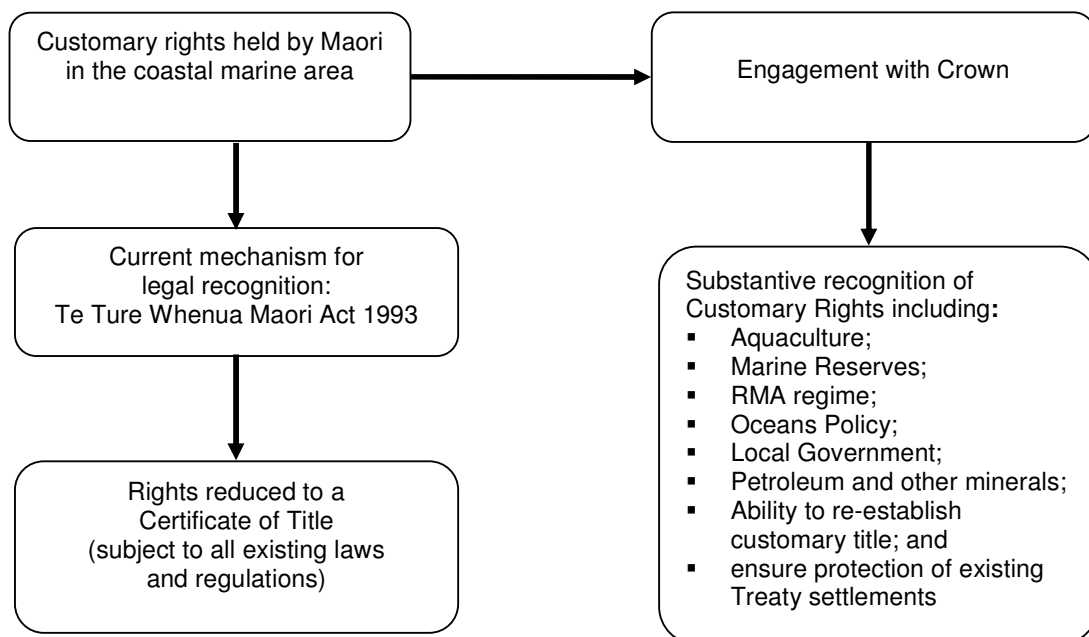 Customary rights held by Maori
in the coastal marine area
Engagement with Crown
Current mechanism for
legal recognition:
Te Ture Whenua Maori Act 1993
Rights reduced to a
Certificate of Title
(subject to all existing laws
and regulations)
Substantive recognition of
Customary Rights including:
▪ Aquaculture;
▪ Marine Reserves;
▪ RMA regime;
▪ Oceans Policy;
▪ Local Government;
▪ Petroleum and other minerals;
▪ Ability to re-establish
customary title; and
▪ ensure protection of existing
Treaty settlements